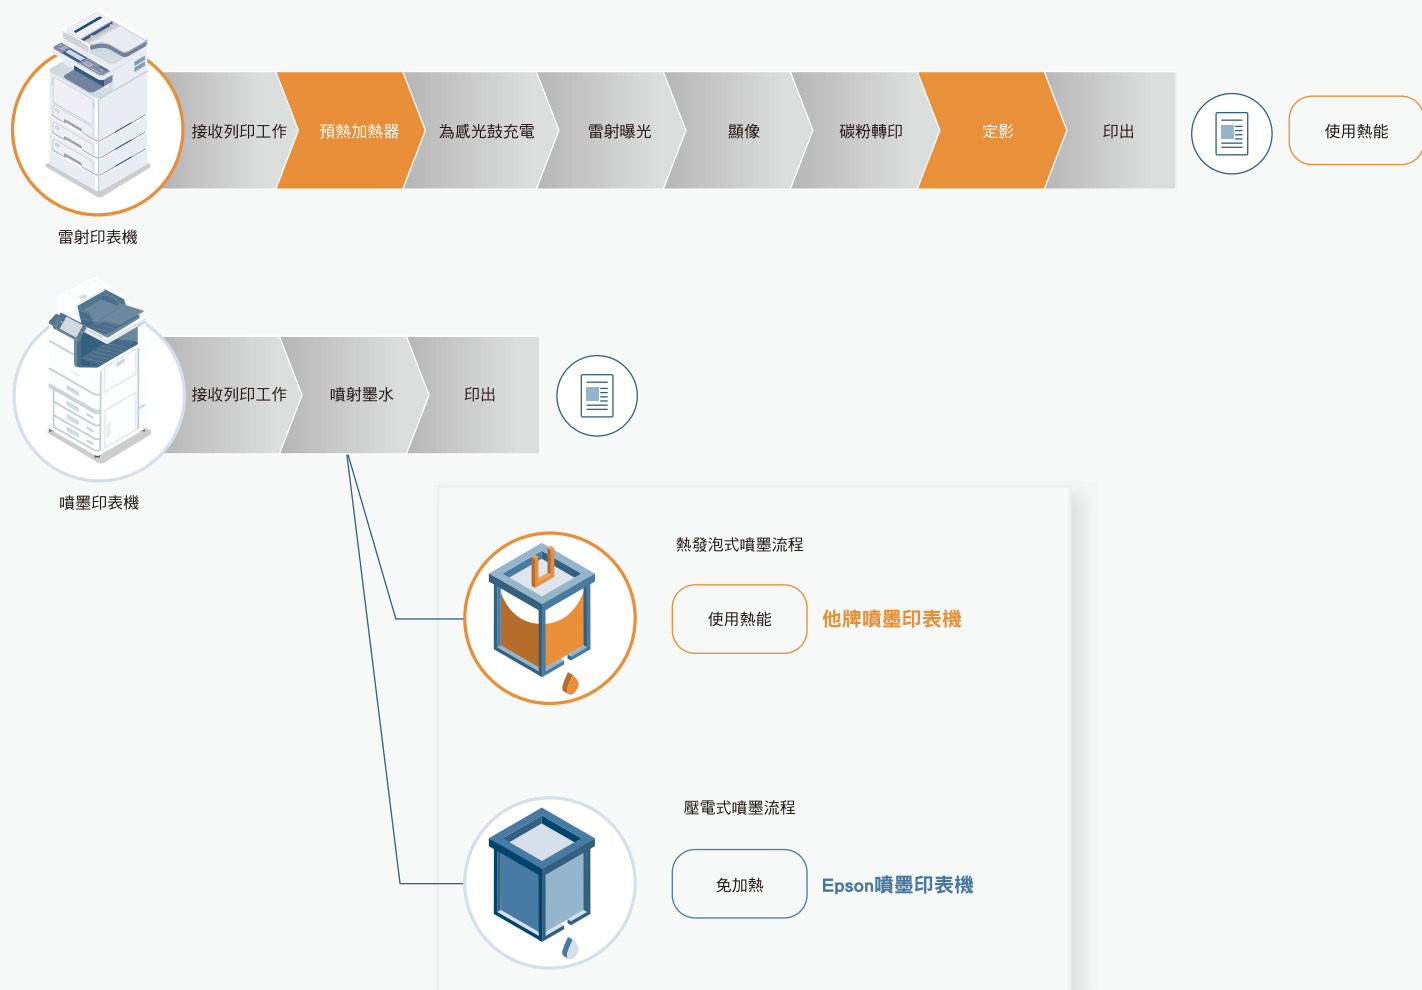 接收列印工作
預熱加熱器
為感光鼓充電
雷射曝光
顯像
碳粉轉印
定影
印出
使用熱能
雷射印表機
接收列印工作
噴射墨水
印出
噴墨印表機
熱發泡式噴墨流程
使用熱能
他牌噴墨印表機
壓電式噴墨流程
免加熱
Epson噴墨印表機